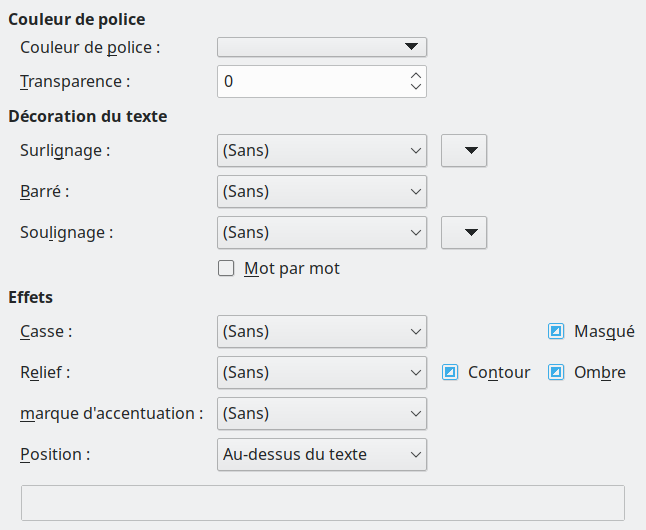 Couleur de police
Couleur de police :
Transparence : 0
Décoration du texte
Surlignage : (Sans)
Barré : (Sans)
Soulignage : (Sans)
Mot par mot
Effets
Casse : (Sans) Masqué
Relief : (Sans) Contour Ombre
marque d'accentuation : (Sans)
Position : Au-dessus du texte